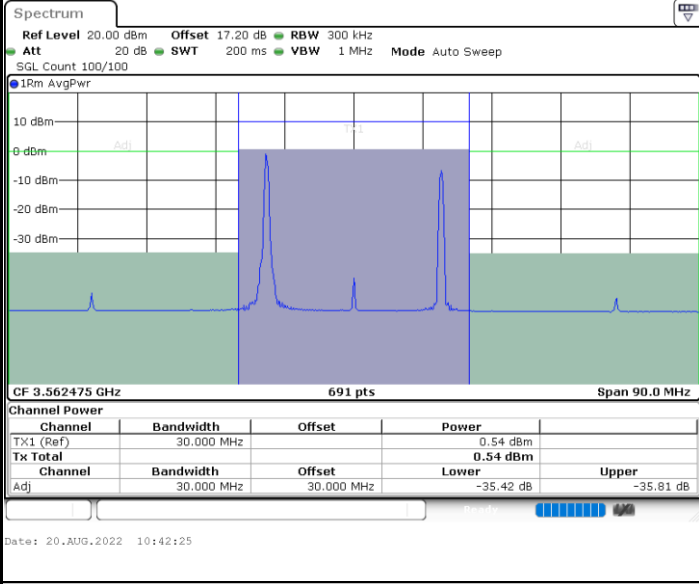 Spectrum
Ref Level 20.00 dBm Offset 17.20 dB RBW 300 kHz
Att 20 dB SWT 200 ms VBW 1 MHz Mode Auto Sweep
SGL Count 100/100
1Rm AvgPwr
10 dBm
Adj TX1 Adj
0 dBm
-10 dBm
-20 dBm
-30 dBm
CF 3.562475 GHz 691 pts Span 90.0 MHz
Channel Power
Channel Bandwidth Offset Power
TX1 (Ref) 30.000 MHz 0.54 dBm
Tx Total 0.54 dBm
Channel Bandwidth Offset Lower Upper
Adj 30.000 MHz 30.000 MHz -35.42 dB -35.81 dB
Ready
Date: 20.AUG.2022 10:42:25